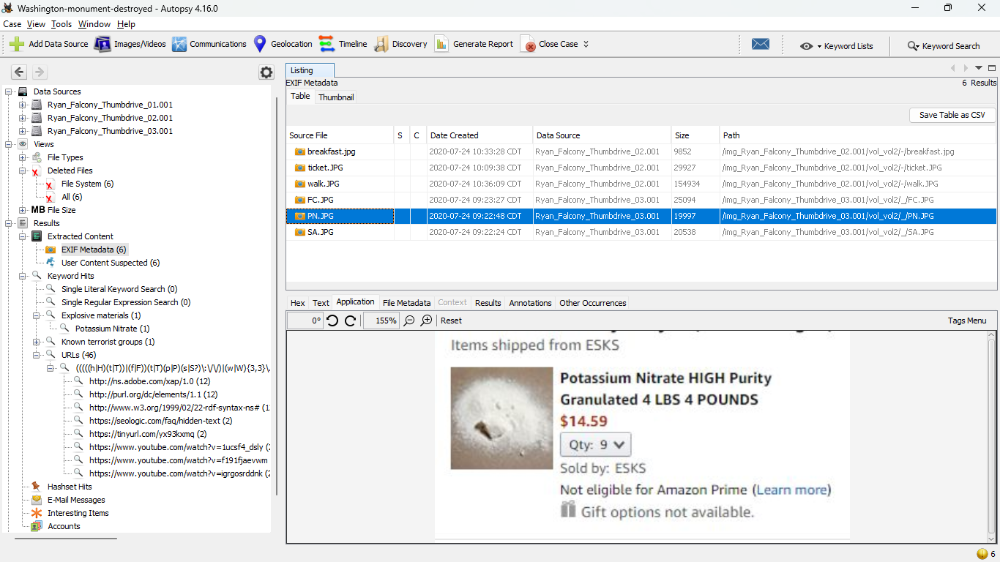 Washington-monument-destroyed - Autopsy 4.16.0
Case View Tools Window Help
Add Data Source Images/Videos Communications Geolocation Timeline Discovery Generate Report Close Case Keyword Lists Keyword Search
Data Sources
Ryan_Falcony_Thumbdrive_01.001
Ryan_Falcony_Thumbdrive_02.001
Ryan_Falcony_Thumbdrive_03.001
Views
File Types
Deleted Files
File System (6)
All (6)
MB File Size
Results
Extracted Content
EXIF Metadata (6)
User Content Suspected (6)
Keyword Hits
Single Literal Keyword Search (0)
Single Regular Expression Search (0)
Explosive materials (1)
Potassium Nitrate (1)
Known terrorist groups (1)
URLs (46)
(((((h|H)(t|T))|(f|F))(t|T)(p|P)(s|S?)\:\/\/)|(w|W){3,3}\.
http://ns.adobe.com/xap/1.0 (12)
http://purl.org/dc/elements/1.1 (12)
http://www.w3.org/1999/02/22-rdf-syntax-ns# (1
https://seologic.com/faq/hidden-text (2)
https://tinyurl.com/yx93kxmq (2)
https://www.youtube.com/watch?v=1ucsf4_dsly (
https://www.youtube.com/watch?v=f191fjaevwm
https://www.youtube.com/watch?v=igrgosrddnk (2
Hashset Hits
E-Mail Messages
Interesting Items
Accounts
Listing
EXIF Metadata 6 Results
Table Thumbnail
Save Table as CSV
Source File S C Date Created Data Source Size Path
breakfast.jpg 2020-07-24 10:33:28 CDT Ryan_Falcony_Thumbdrive_02.001 9852 /img_Ryan_Falcony_Thumbdrive_02.001/vol_vol2/-/breakfast.jpg
ticket.JPG 2020-07-24 10:09:38 CDT Ryan_Falcony_Thumbdrive_02.001 29927 /img_Ryan_Falcony_Thumbdrive_02.001/vol_vol2/-/ticket.JPG
walk.JPG 2020-07-24 10:36:09 CDT Ryan_Falcony_Thumbdrive_02.001 154934 /img_Ryan_Falcony_Thumbdrive_02.001/vol_vol2/-/walk.JPG
FC.JPG 2020-07-24 09:23:27 CDT Ryan_Falcony_Thumbdrive_03.001 25094 /img_Ryan_Falcony_Thumbdrive_03.001/vol_vol2/_/FC.JPG
PN.JPG 2020-07-24 09:22:48 CDT Ryan_Falcony_Thumbdrive_03.001 19997 /img_Ryan_Falcony_Thumbdrive_03.001/vol_vol2/_/PN.JPG
SA.JPG 2020-07-24 09:22:24 CDT Ryan_Falcony_Thumbdrive_03.001 20538 /img_Ryan_Falcony_Thumbdrive_03.001/vol_vol2/_/SA.JPG
Hex Text Application File Metadata Context Results Annotations Other Occurrences
0° 155% Reset Tags Menu
Items shipped from ESKS
Potassium Nitrate HIGH Purity
Granulated 4 LBS 4 POUNDS
$14.59
Qty: 9
Sold by: ESKS
Not eligible for Amazon Prime (Learn more)
Gift options not available.
6